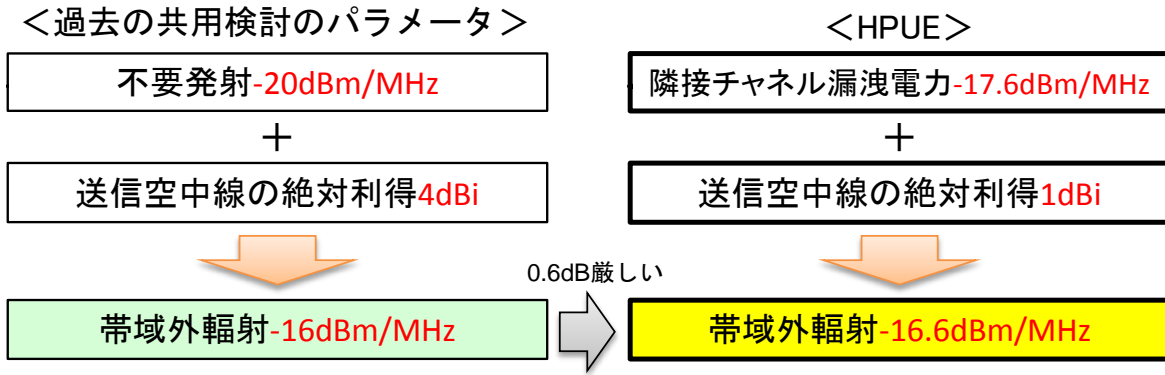 ＜過去の共用検討のパラメータ＞
不要発射-20dBm/MHz
＋
送信空中線の絶対利得4dBi
帯域外輻射-16dBm/MHz
0.6dB厳しい
＜HPUE＞
隣接チャネル漏洩電力-17.6dBm/MHz
＋
送信空中線の絶対利得1dBi
帯域外輻射-16.6dBm/MHz